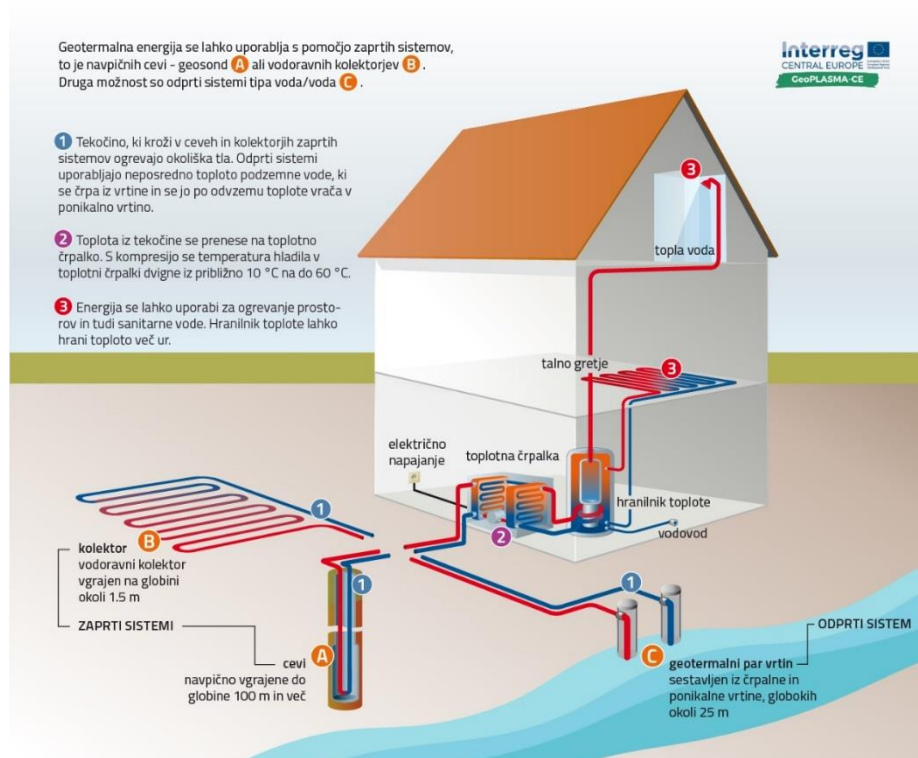 Geotermalna energija se lahko uporablja s pomočjo zaprtih sistemov,
to je navpičnih cevi - geosond A ali vodoravnih kolektorjev B .
Druga možnost so odprti sistemi tipa voda/voda C .
Interreg
CENTRAL EUROPE
GeoPLASMA-CE
1 Tekočino, ki kroži v ceveh in kolektorjih zaprtih
sistemov ogrevajo okoliška tla. Odprti sistemi
uporabljajo neposredno toploto podzemne vode, ki
se črpa iz vrtine in se jo po odvzemu toplote vrača v
ponikalno vrtino.
2 Toplota iz tekočine se prenese na toplotno
črpalko. S kompresijo se temperatura hladila v
toplotni črpalki dvigne iz približno 10 °C na do 60 °C.
3 Energija se lahko uporabi za ogrevanje prosto-
rov in tudi sanitarne vode. Hranilnik toplote lahko
hrani toploto več ur.
3
topla voda
talno gretje
3
električno
napajanje
toplotna črpalka
hranilnik toplote
vodovod
2
1
B
kolektor
vodoravni kolektor
vgrajen na globini
okoli 1.5 m
ZAPRTI SISTEMI
1
A
cevi
navpično vgrajene do
globine 100 m in več
1
ODPRTI SISTEM
C
geotermalni par vrtin
sestavljen iz črpalne in
ponikalne vrtine, globokih
okoli 25 m